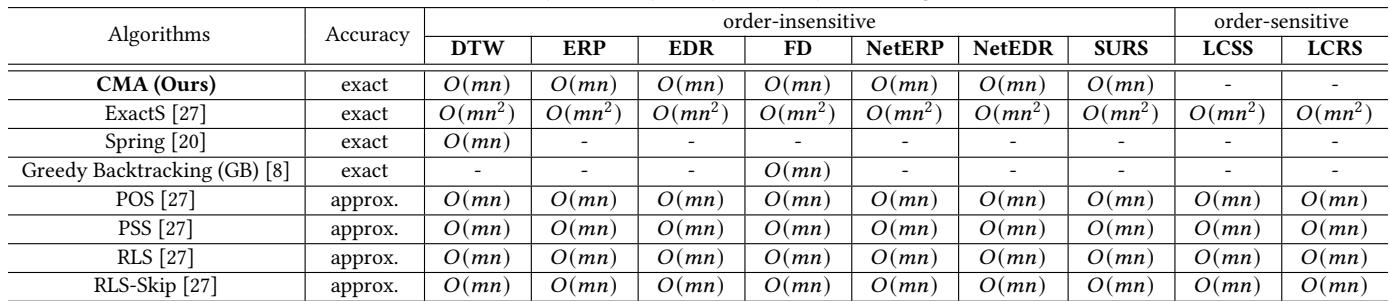 Algorithms Accuracy order-insensitive order-sensitive
DTW ERP EDR FD NetERP NetEDR SURS LCSS LCRS
CMA (Ours) exact O(mn) O(mn) O(mn) O(mn) O(mn) O(mn) O(mn) - -
ExactS [27] exact O(mn²) O(mn²) O(mn²) O(mn²) O(mn²) O(mn²) O(mn²) O(mn²) O(mn²)
Spring [20] exact O(mn) - - - - - - - -
Greedy Backtracking (GB) [8] exact - - - O(mn) - - - - -
POS [27] approx. O(mn) O(mn) O(mn) O(mn) O(mn) O(mn) O(mn) O(mn) O(mn)
PSS [27] approx. O(mn) O(mn) O(mn) O(mn) O(mn) O(mn) O(mn) O(mn) O(mn)
RLS [27] approx. O(mn) O(mn) O(mn) O(mn) O(mn) O(mn) O(mn) O(mn) O(mn)
RLS-Skip [27] approx. O(mn) O(mn) O(mn) O(mn) O(mn) O(mn) O(mn) O(mn) O(mn)